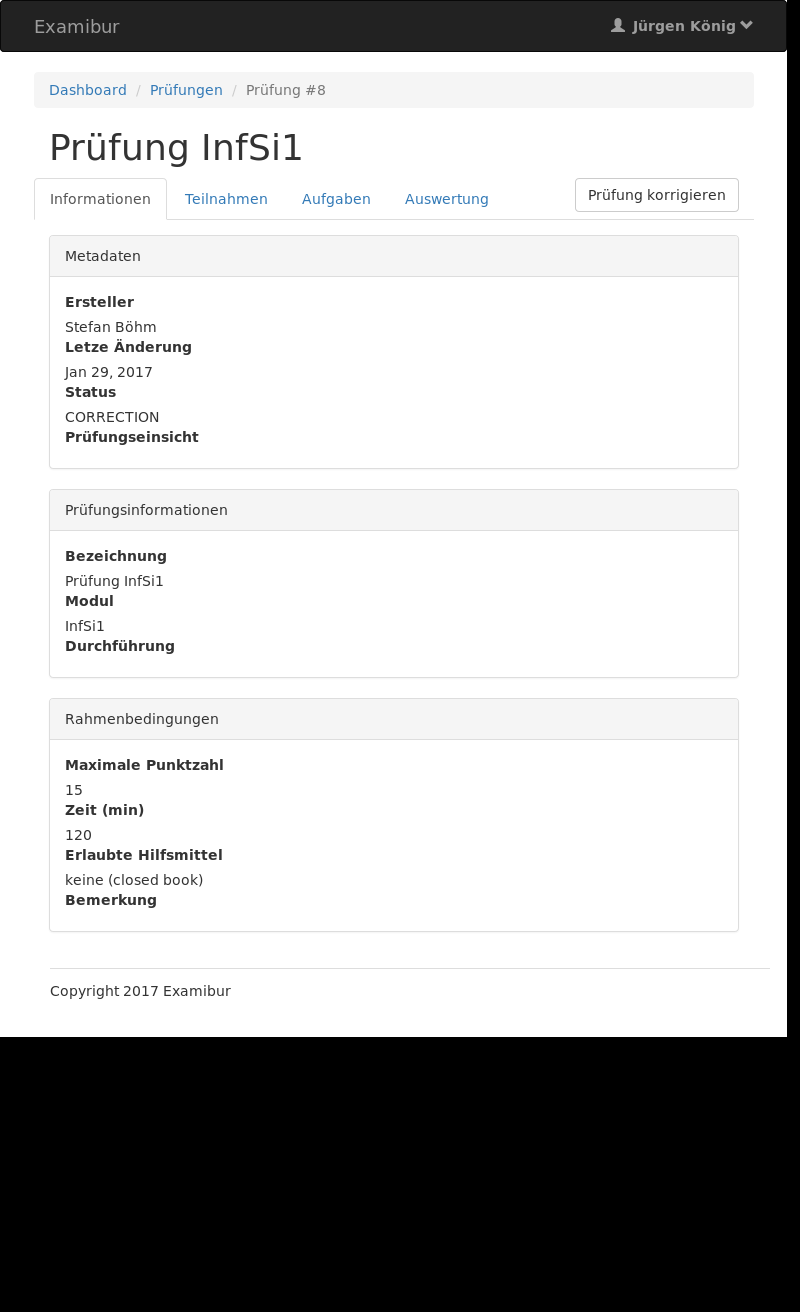 Examibur
Jürgen König
Dashboard / Prüfungen / Prüfung #8
Prüfung InfSi1
Informationen Teilnahmen Aufgaben Auswertung Prüfung korrigieren
Metadaten
Ersteller
Stefan Böhm
Letze Änderung
Jan 29, 2017
Status
CORRECTION
Prüfungseinsicht
Prüfungsinformationen
Bezeichnung
Prüfung InfSi1
Modul
InfSi1
Durchführung
Rahmenbedingungen
Maximale Punktzahl
15
Zeit (min)
120
Erlaubte Hilfsmittel
keine (closed book)
Bemerkung
Copyright 2017 Examibur